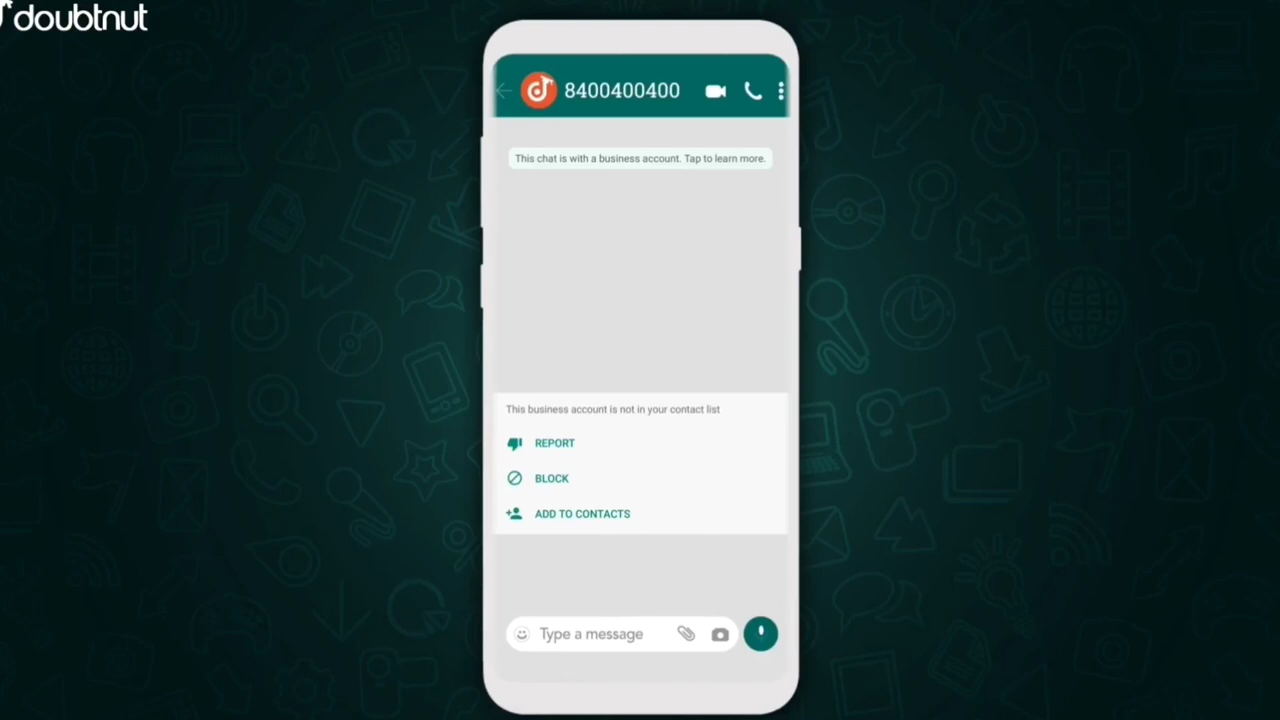 doubtnut
8400400400
This chat is with a business account. Tap to learn more.
This business account is not in your contact list
REPORT
BLOCK
ADD TO CONTACTS
Type a message